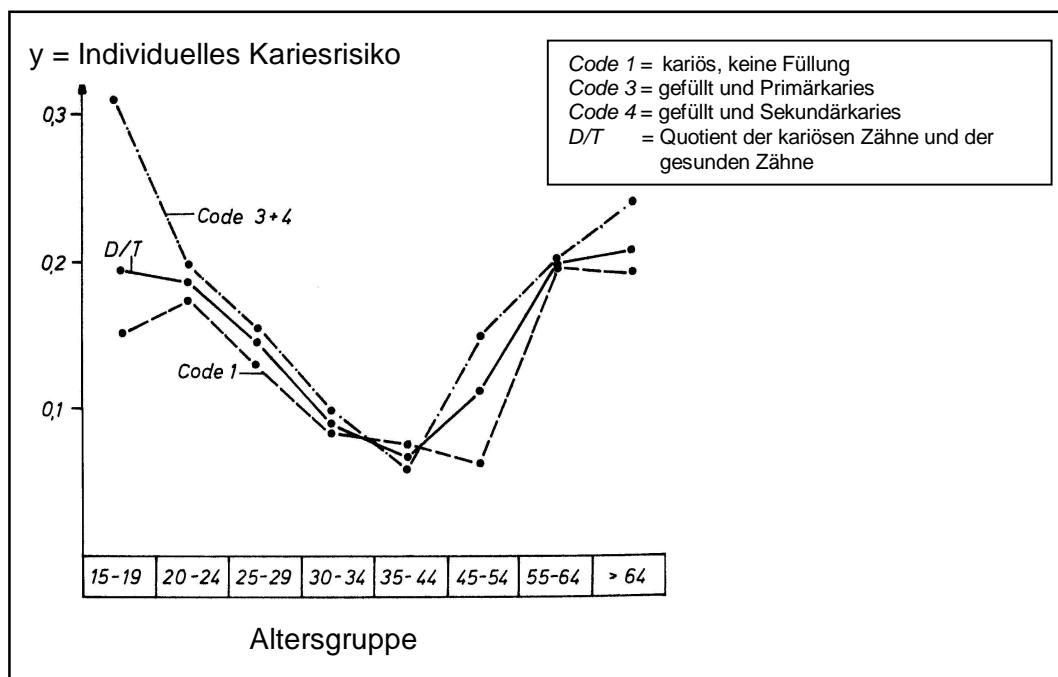 y = Individuelles Kariesrisiko
Code 1 = kariös, keine Füllung
Code 3 = gefüllt und Primärkaries
Code 4 = gefüllt und Sekundärkaries
D/T = Quotient der kariösen Zähne und der
gesunden Zähne
0,3
Code 3+4
D/T
0,2
Code 1
0,1
15-19 20-24 25-29 30-34 35-44 45-54 55-64 > 64
Altersgruppe